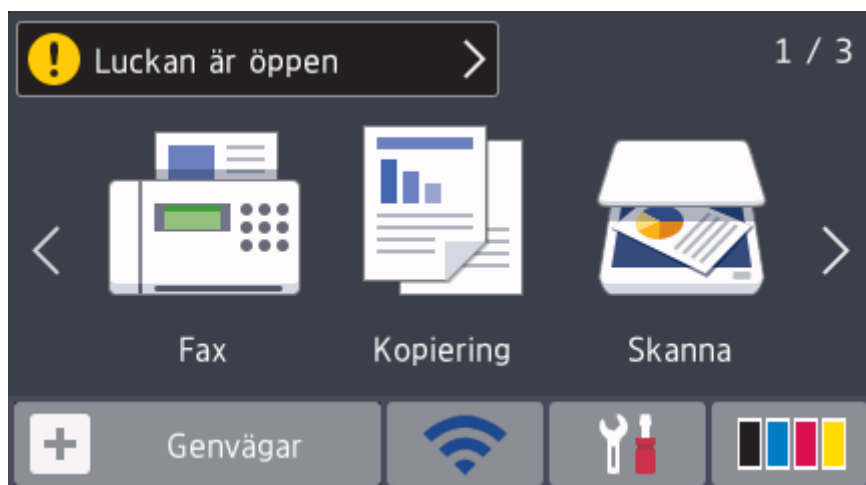 Luckan är öppen
1 / 3
Fax
Kopiering
Skanna
Genvägar